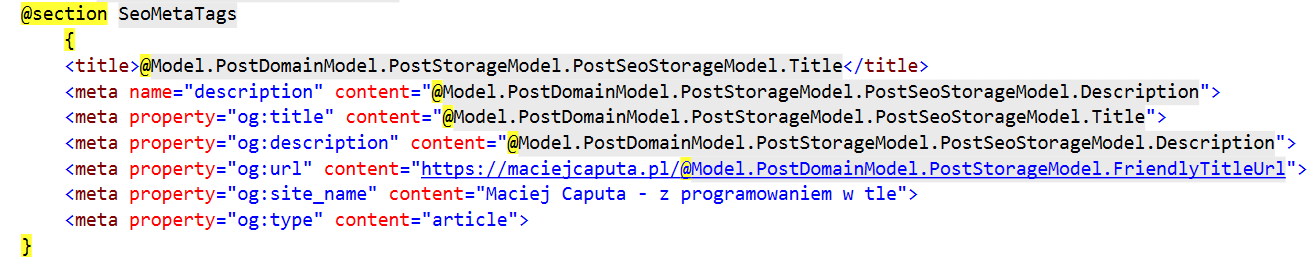 @section SeoMetaTags
{
<title>@Model.PostDomainModel.PostStorageModel.PostSeoStorageModel.Title</title>
<meta name="description" content="@Model.PostDomainModel.PostStorageModel.PostSeoStorageModel.Description">
<meta property="og:title" content="@Model.PostDomainModel.PostStorageModel.PostSeoStorageModel.Title">
<meta property="og:description" content="@Model.PostDomainModel.PostStorageModel.PostSeoStorageModel.Description">
<meta property="og:url" content="https://maciejcaputa.pl/@Model.PostDomainModel.PostStorageModel.FriendlyTitleUrl">
<meta property="og:site_name" content="Maciej Caputa - z programowaniem w tle">
<meta property="og:type" content="article">
}